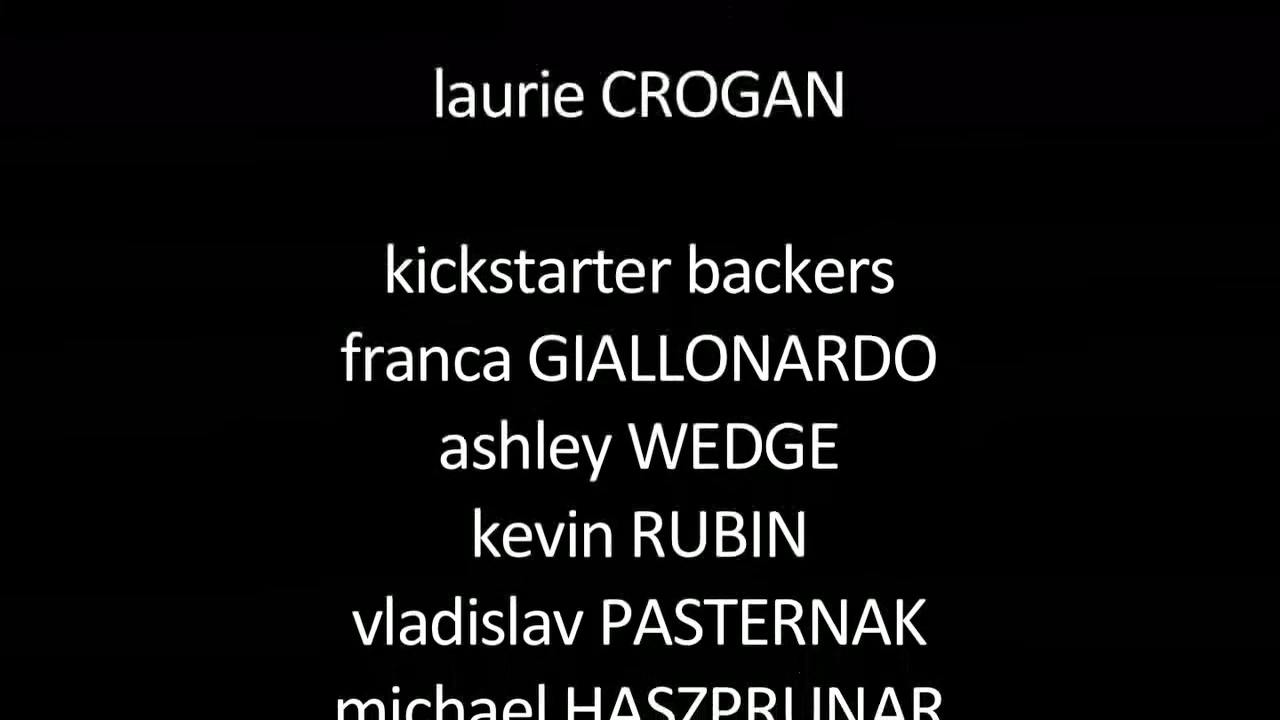 laurie CROGAN
kickstarter backers
franca GIALLONARDO
ashley WEDGE
kevin RUBIN
vladislav PASTERNAK
michael HASZPRUNAR